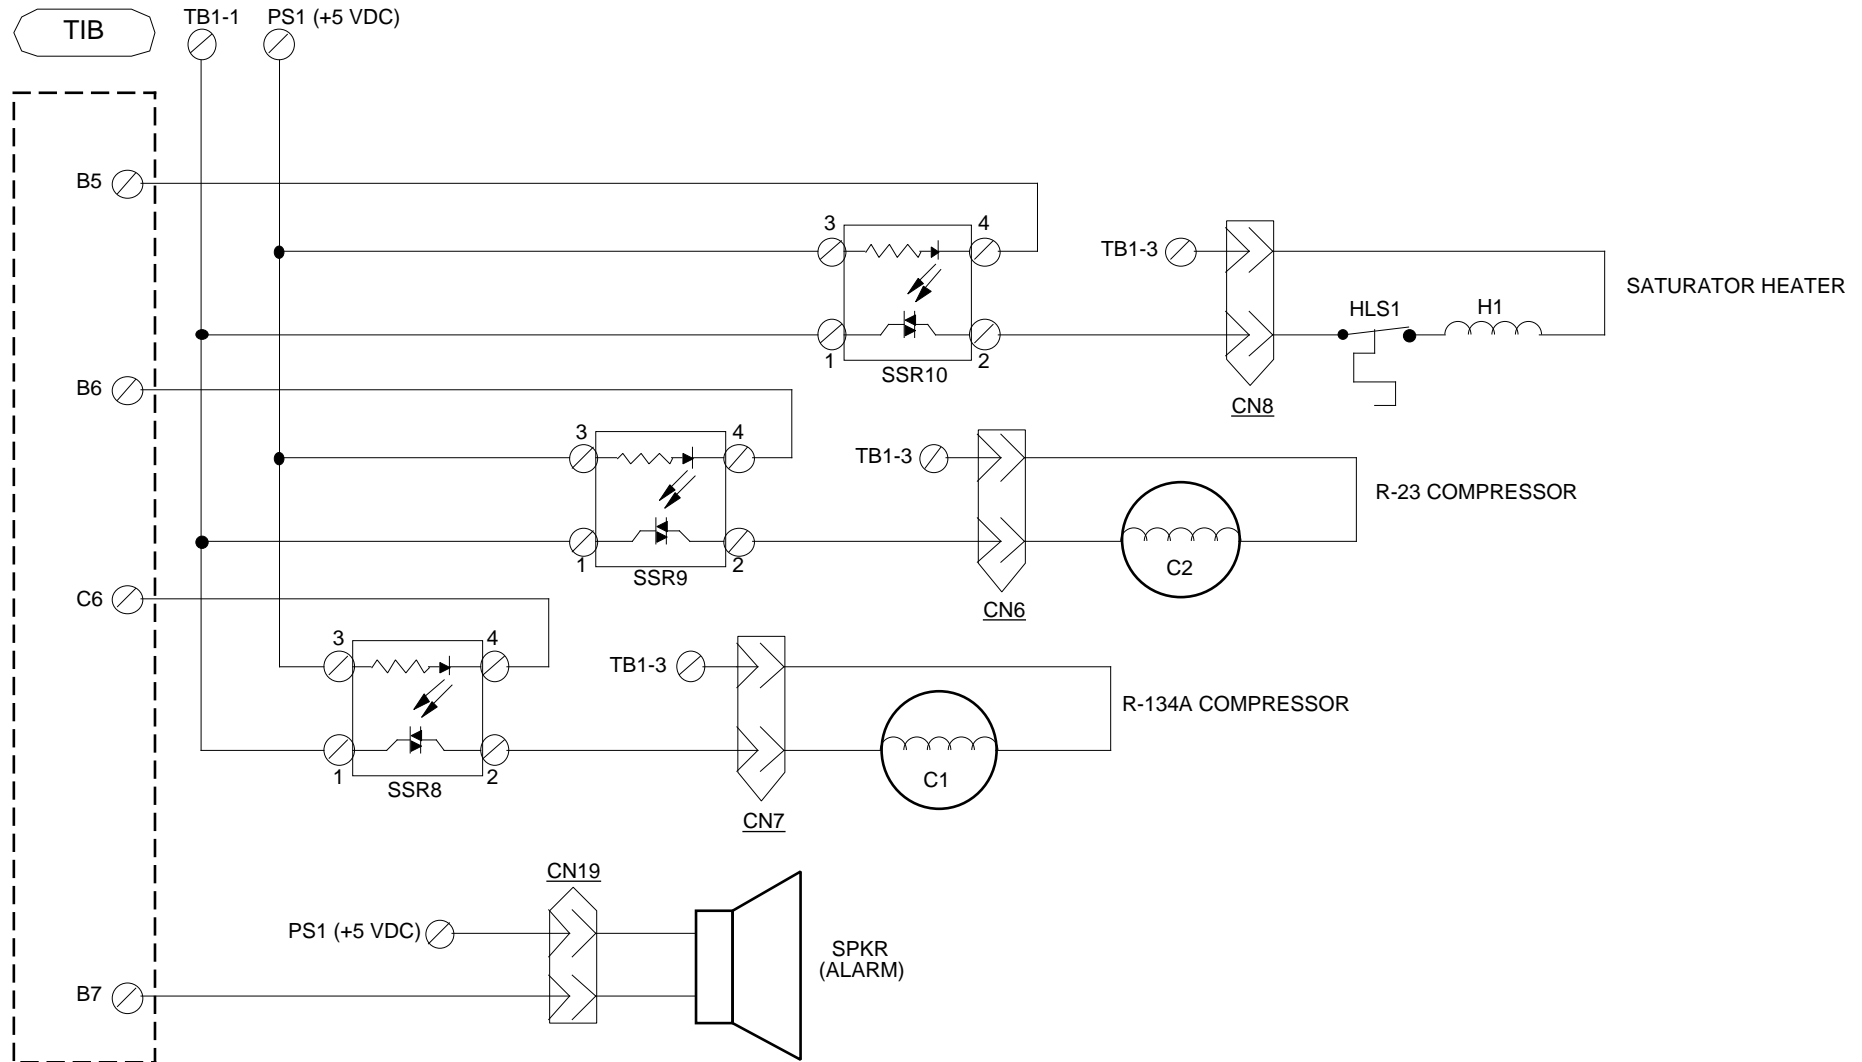 TIB
TB1-1
PS1 (+5 VDC)
B5
3
4
TB1-3
SATURATOR HEATER
HLS1
H1
1
2
SSR10
B6
CN8
3
4
TB1-3
R-23 COMPRESSOR
1
2
SSR9
C2
C6
CN6
3
4
TB1-3
R-134A COMPRESSOR
1
2
SSR8
C1
CN7
CN19
PS1 (+5 VDC)
SPKR
(ALARM)
B7